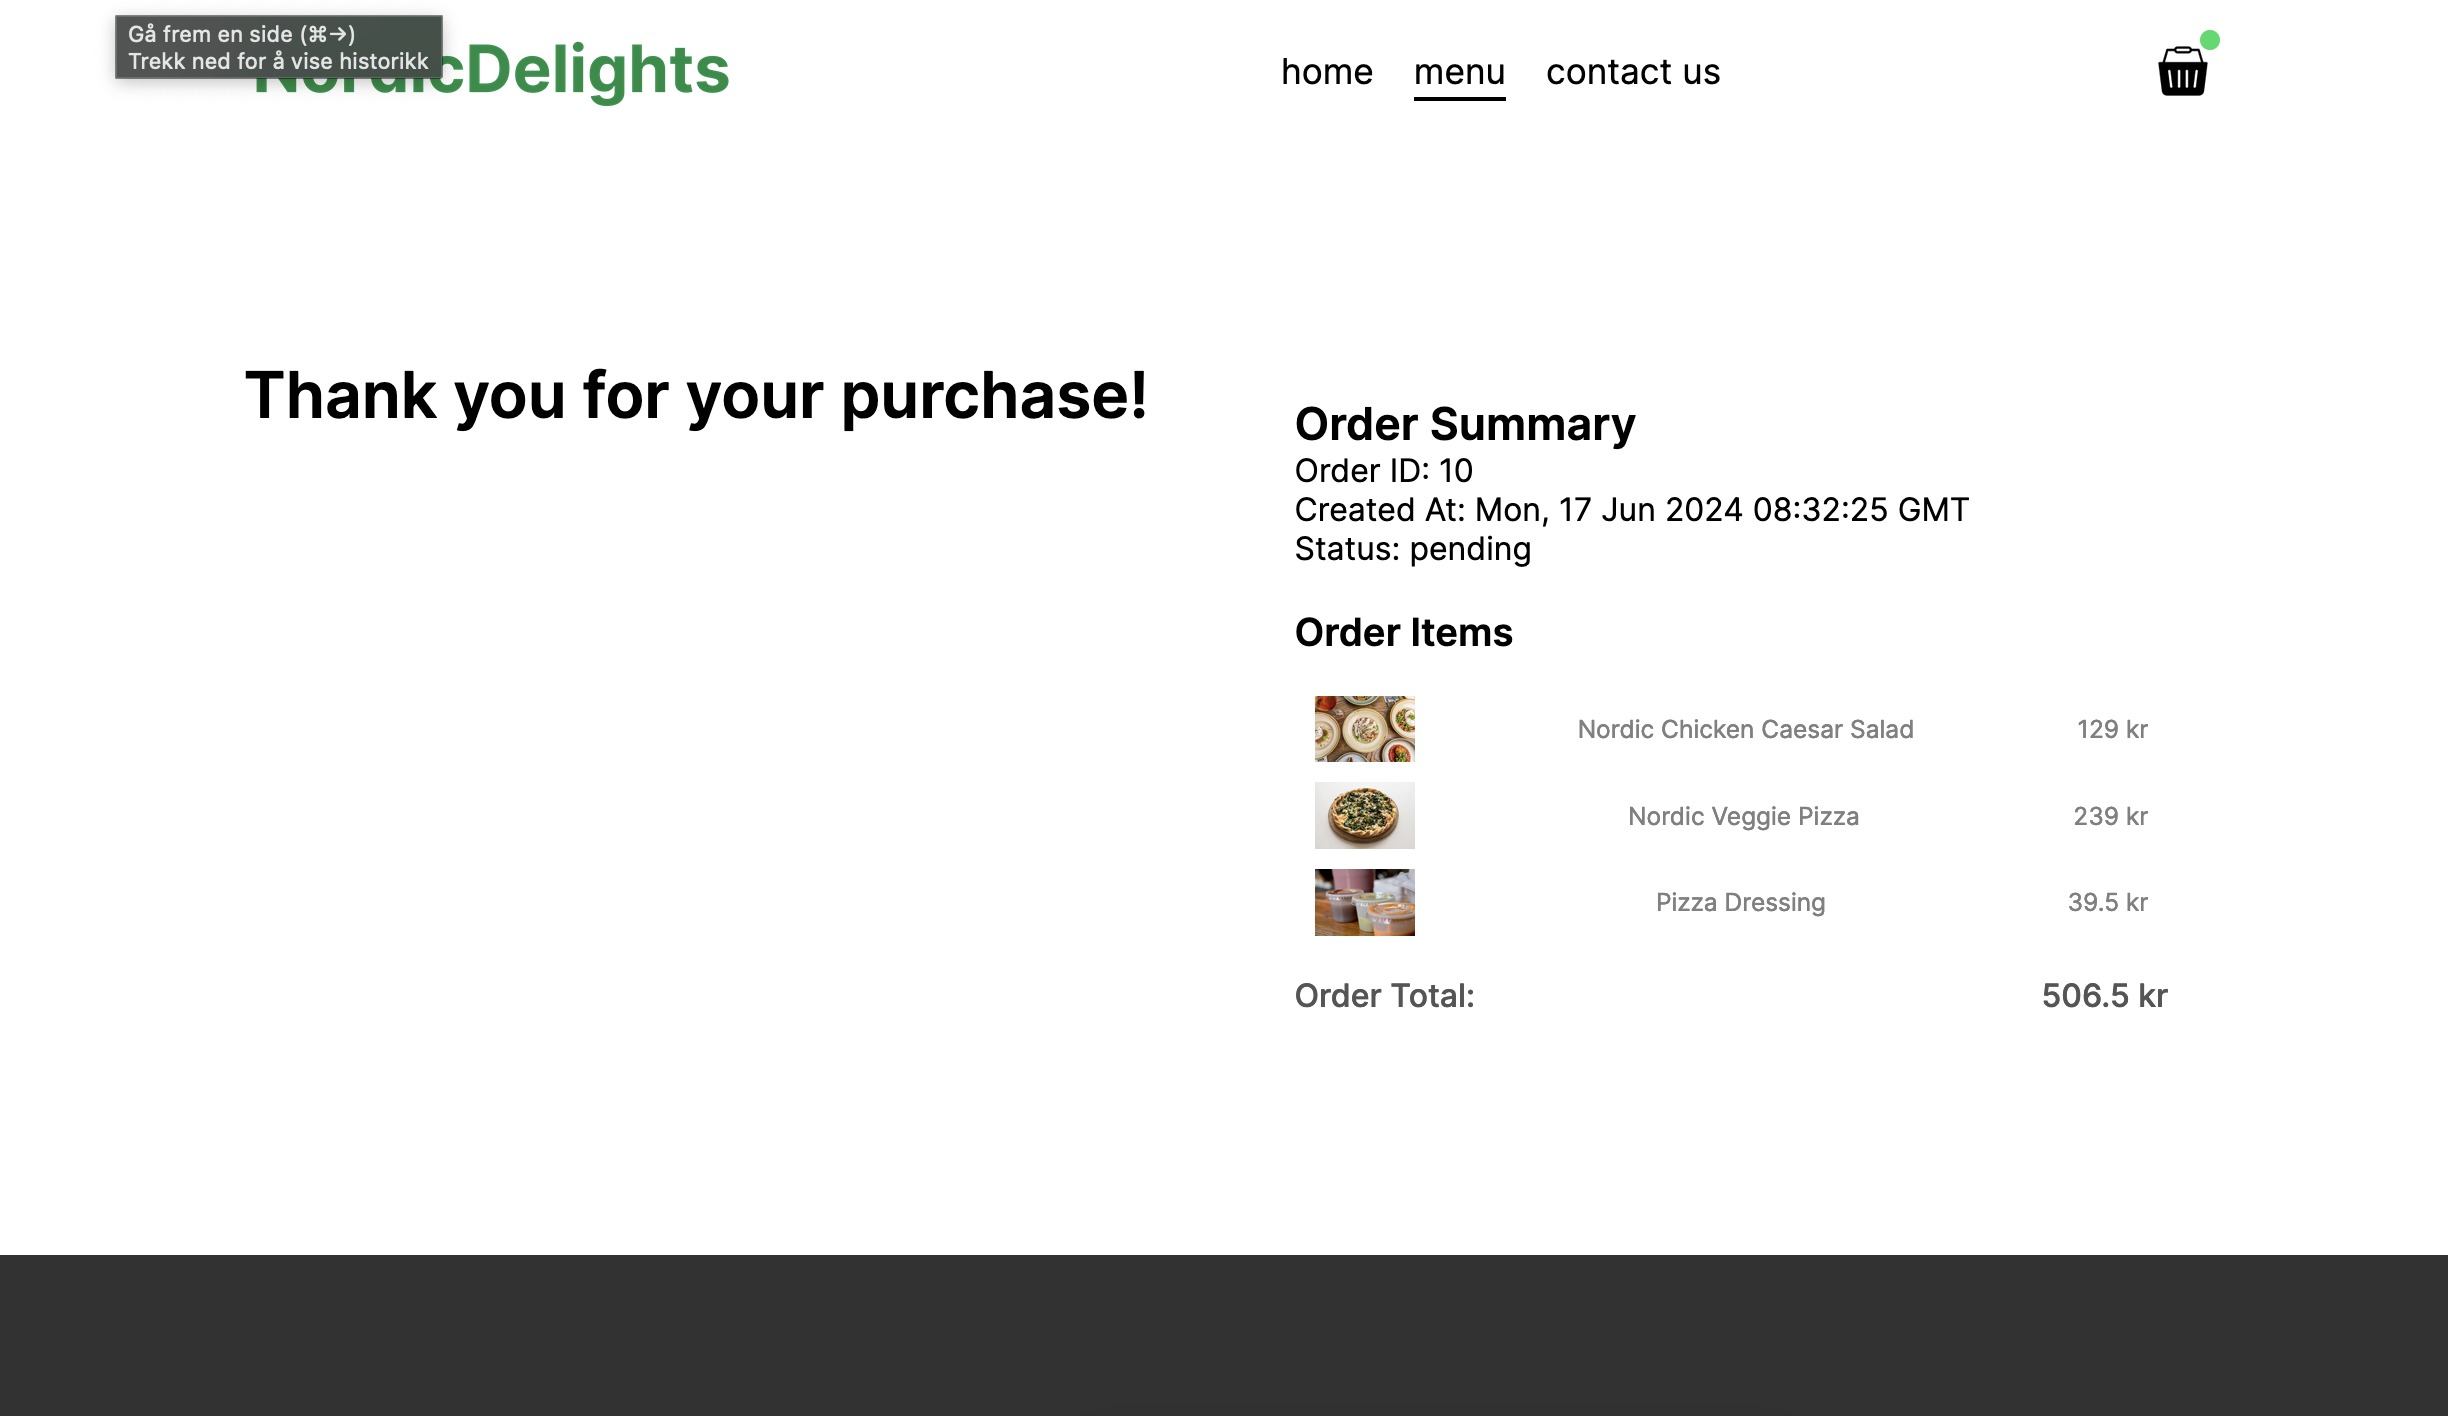 Gå frem en side (⌘→)
Trekk ned for å vise historikk
NordicDelights
home menu contact us
Thank you for your purchase!
Order Summary
Order ID: 10
Created At: Mon, 17 Jun 2024 08:32:25 GMT
Status: pending
Order Items
Nordic Chicken Caesar Salad 129 kr
Nordic Veggie Pizza 239 kr
Pizza Dressing 39.5 kr
Order Total: 506.5 kr